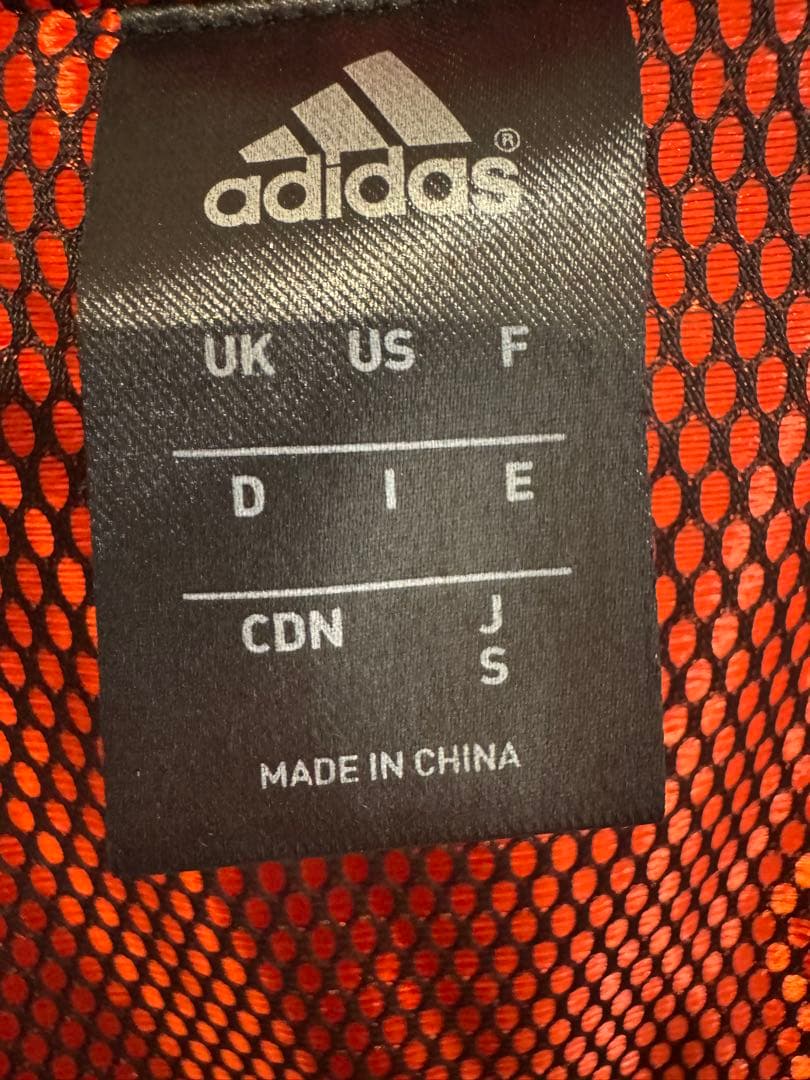 adidas®
UK US F
D I E
CDN J
S
MADE IN CHINA